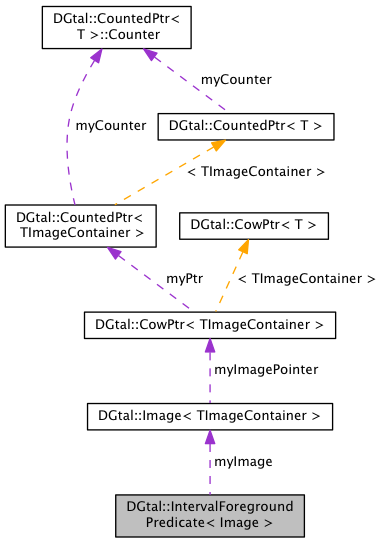 DGtal::CountedPtr<
T >::Counter
myCounter
myCounter
DGtal::CountedPtr< T >
< TImageContainer >
DGtal::CountedPtr<
TImageContainer >
DGtal::CowPtr< T >
myPtr
< TImageContainer >
DGtal::CowPtr< TImageContainer >
myImagePointer
DGtal::Image< TImageContainer >
myImage
DGtal::IntervalForeground
Predicate< Image >